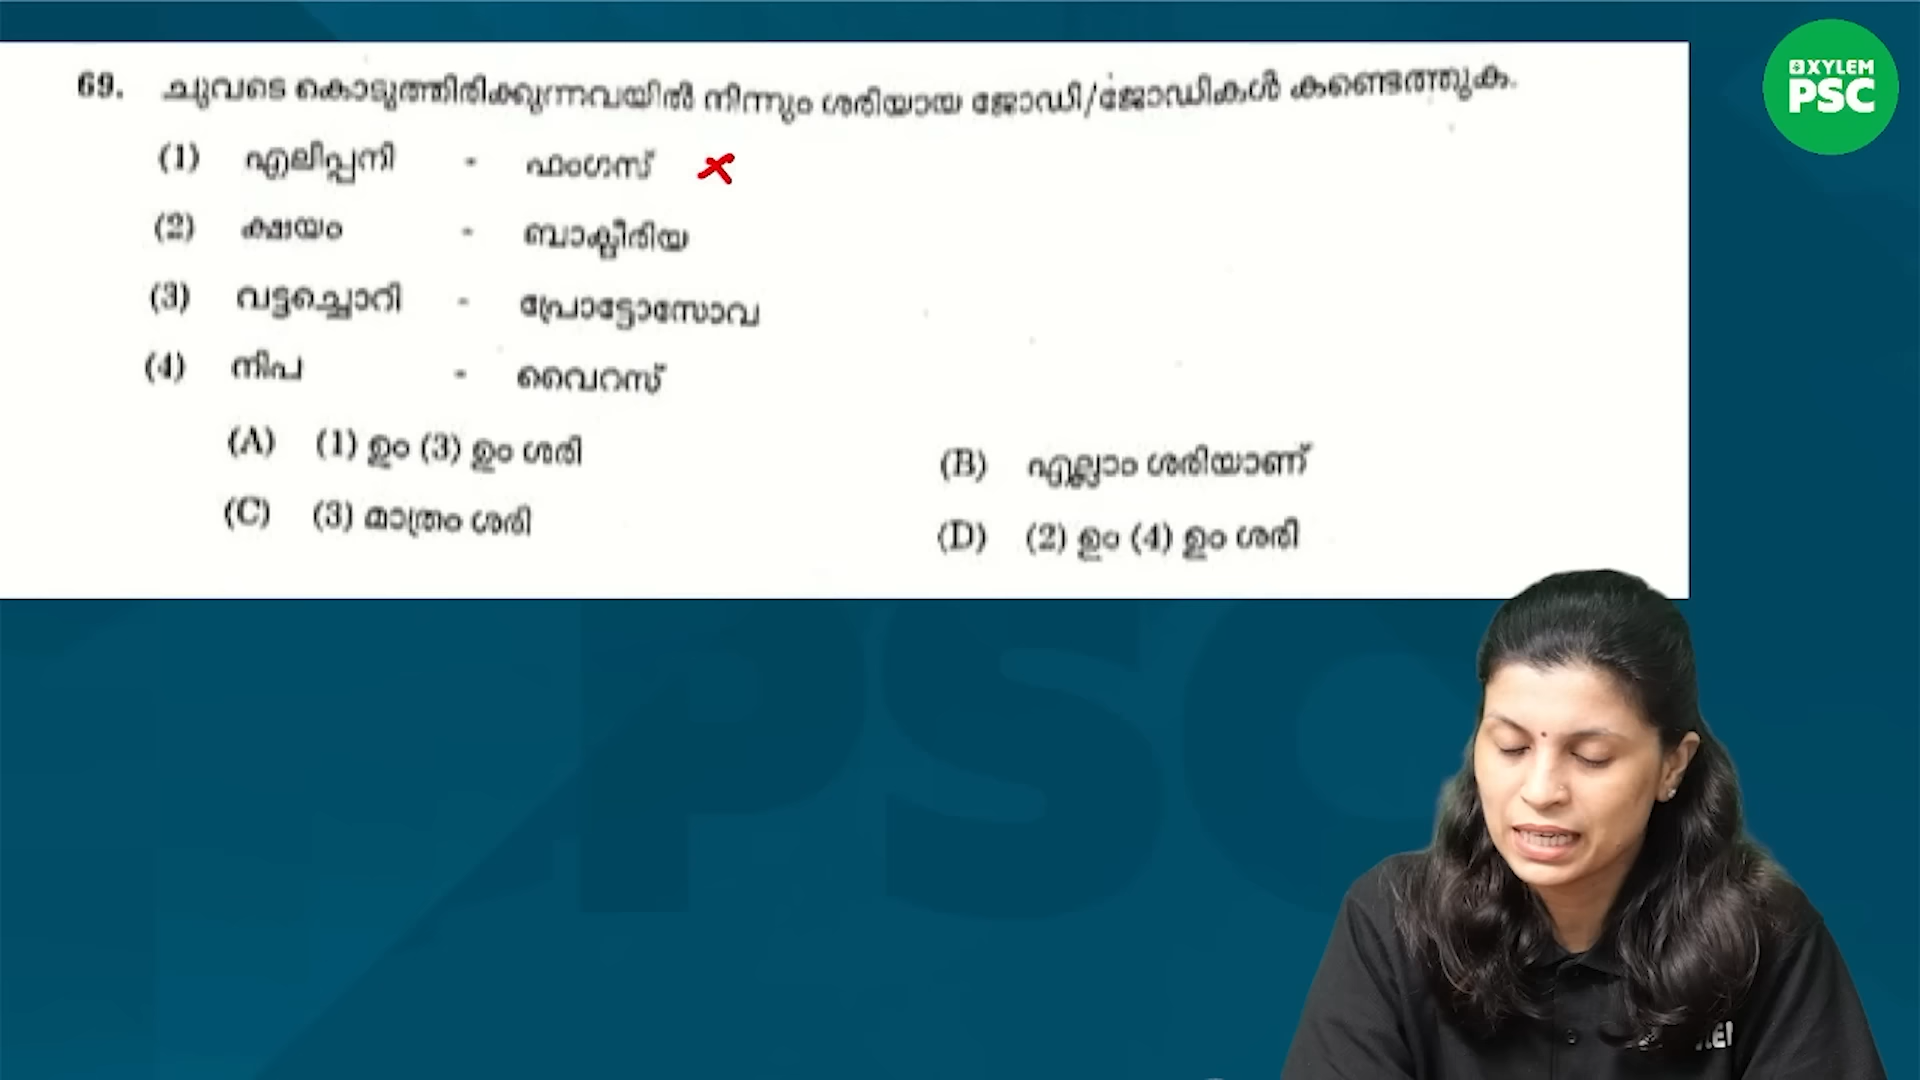 69. ചുവടെ കൊടുത്തിരിക്കുന്നവയിൽ നിന്നും ശരിയായ ജോഡി/ജോഡികൾ കണ്ടെത്തുക.
(1) എലിപ്പനി - ഫംഗസ്
(2) ക്ഷയം - ബാക്ടീരിയ
(3) വട്ടച്ചൊറി - പ്രോട്ടോസോവ
(4) നിപ - വൈറസ്
(A) (1) ഉം (3) ഉം ശരി (B) എല്ലാം ശരിയാണ്
(C) (3) മാത്രം ശരി (D) (2) ഉം (4) ഉം ശരി
XYLEM
PSC
PSC